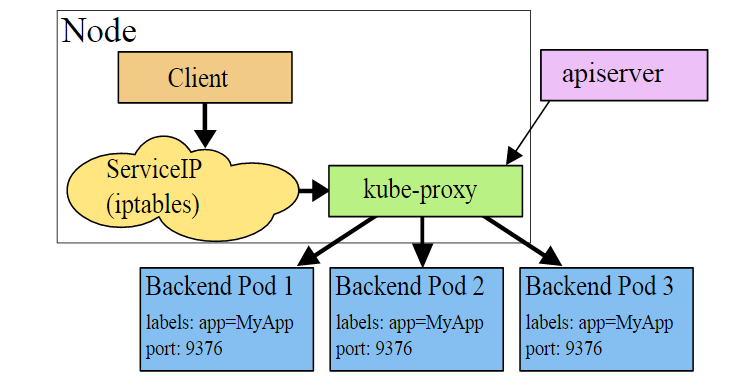 Node
Client
apiserver
ServiceIP
(iptables)
kube-proxy
Backend Pod 1
labels: app=MyApp
port: 9376
Backend Pod 2
labels: app=MyApp
port: 9376
Backend Pod 3
labels: app=MyApp
port: 9376